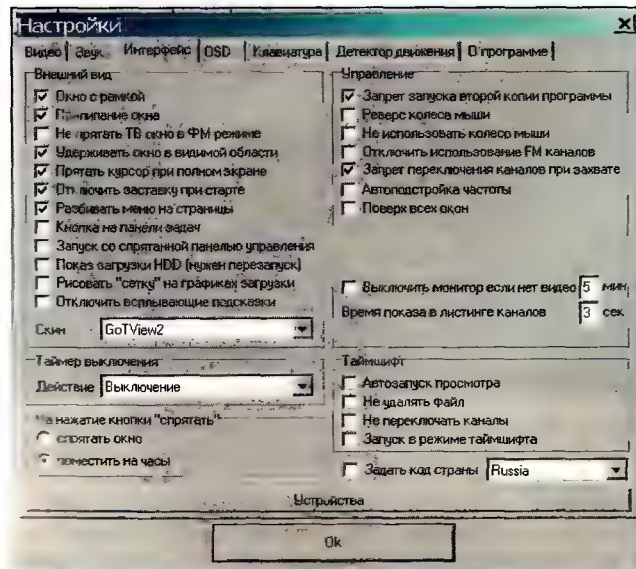 Настройки
Видео Звук Интерфейс OSD Клавиатура Детектор движения О программе
Внешний вид
Окно с рамкой
Прилипание окна
Не прятать ТВ окно в ФМ режиме
Удерживать окно в видимой области
Прятать курсор при полном экране
Отключить заставку при старте
Разбивать меню на страницы
Кнопка на панели задач
Запуск со спрятанной панелью управления
Показ загрузки HDD (нужен перезапуск)
Рисовать "сетку" на графиках загрузки
Отключить всплывающие подсказки
Скин GoTView2
Таймер выключения
Действие Выключение
На нажатие кнопки "спрятать"
спрятать окно
поместить на часы
Управление
Запрет запуска второй копии программы
Реверс колеса мыши
Не использовать колесо мыши
Отключить использование FM каналов
Запрет переключения каналов при захвате
Автоподстройка частоты
Поверх всех окон
Выключить монитор если нет видео 5 мин
Время показа в листинге каналов 3 сек
Таймшифт
Автозапуск просмотра
Не удалять файл
Не переключать каналы
Запуск в режиме таймшифта
Задать код страны Russia
Устройства
Ok